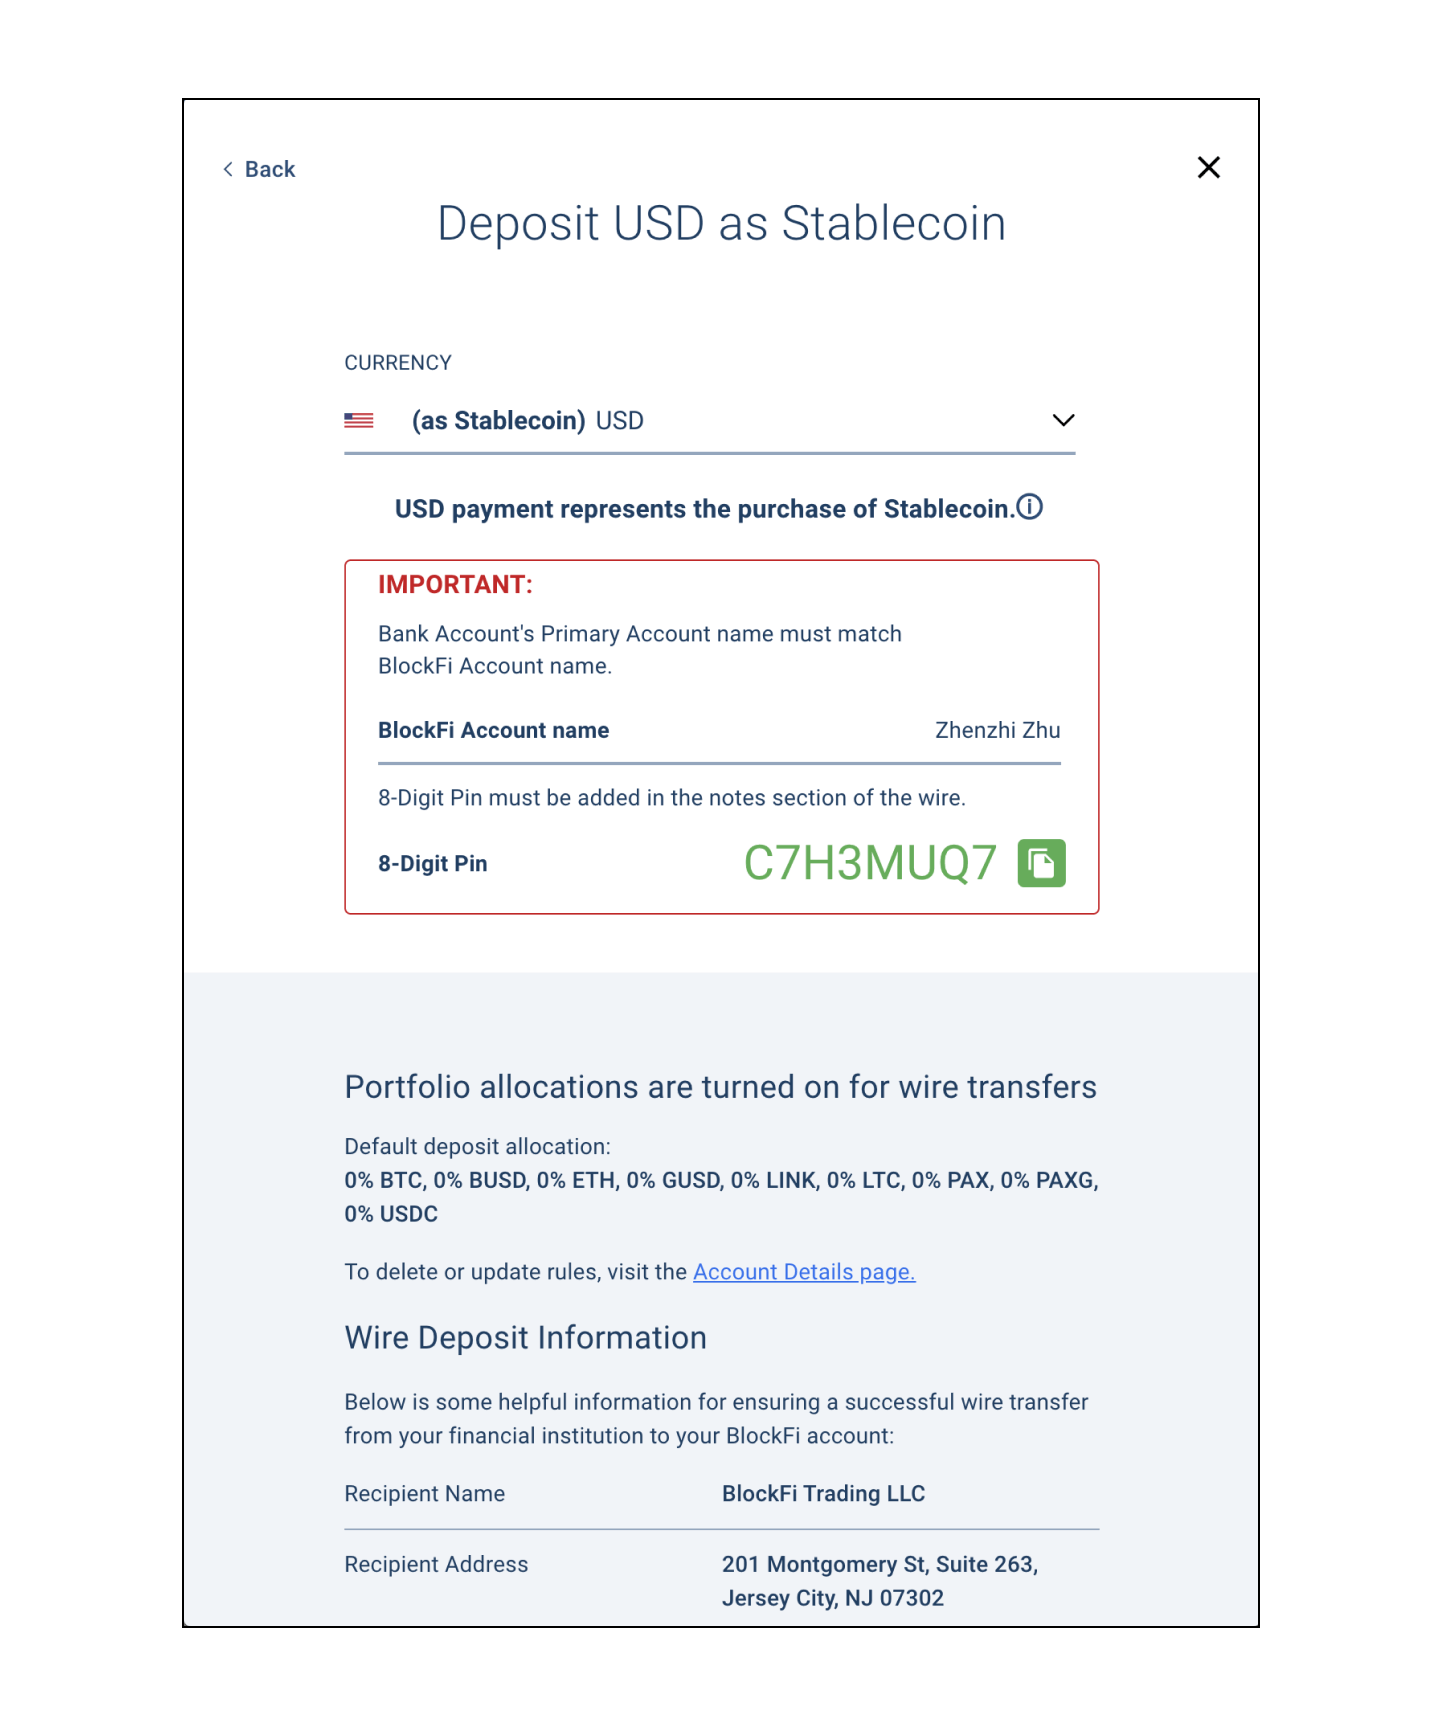 Back
Deposit USD as Stablecoin
CURRENCY
(as Stablecoin) USD
USD payment represents the purchase of Stablecoin.
IMPORTANT:
Bank Account's Primary Account name must match
BlockFi Account name.
BlockFi Account name Zhenzhi Zhu
8-Digit Pin must be added in the notes section of the wire.
8-Digit Pin C7H3MUQ7
Portfolio allocations are turned on for wire transfers
Default deposit allocation:
0% BTC, 0% BUSD, 0% ETH, 0% GUSD, 0% LINK, 0% LTC, 0% PAX, 0% PAXG,
0% USDC
To delete or update rules, visit the Account Details page.
Wire Deposit Information
Below is some helpful information for ensuring a successful wire transfer
from your financial institution to your BlockFi account:
Recipient Name BlockFi Trading LLC
Recipient Address 201 Montgomery St, Suite 263,
Jersey City, NJ 07302